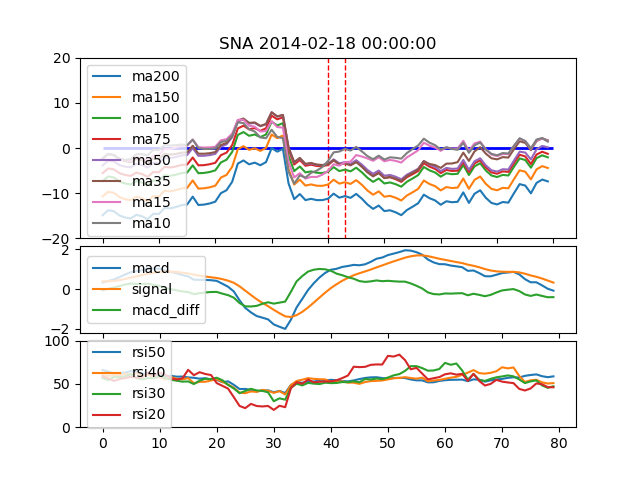 SNA 2014-02-18 00:00:00
20
10
0
−10
−20
ma200
ma150
ma100
ma75
ma50
ma35
ma15
ma10
2
0
−2
macd
signal
macd_diff
100
50
0
rsi50
rsi40
rsi30
rsi20
0 10 20 30 40 50 60 70 80